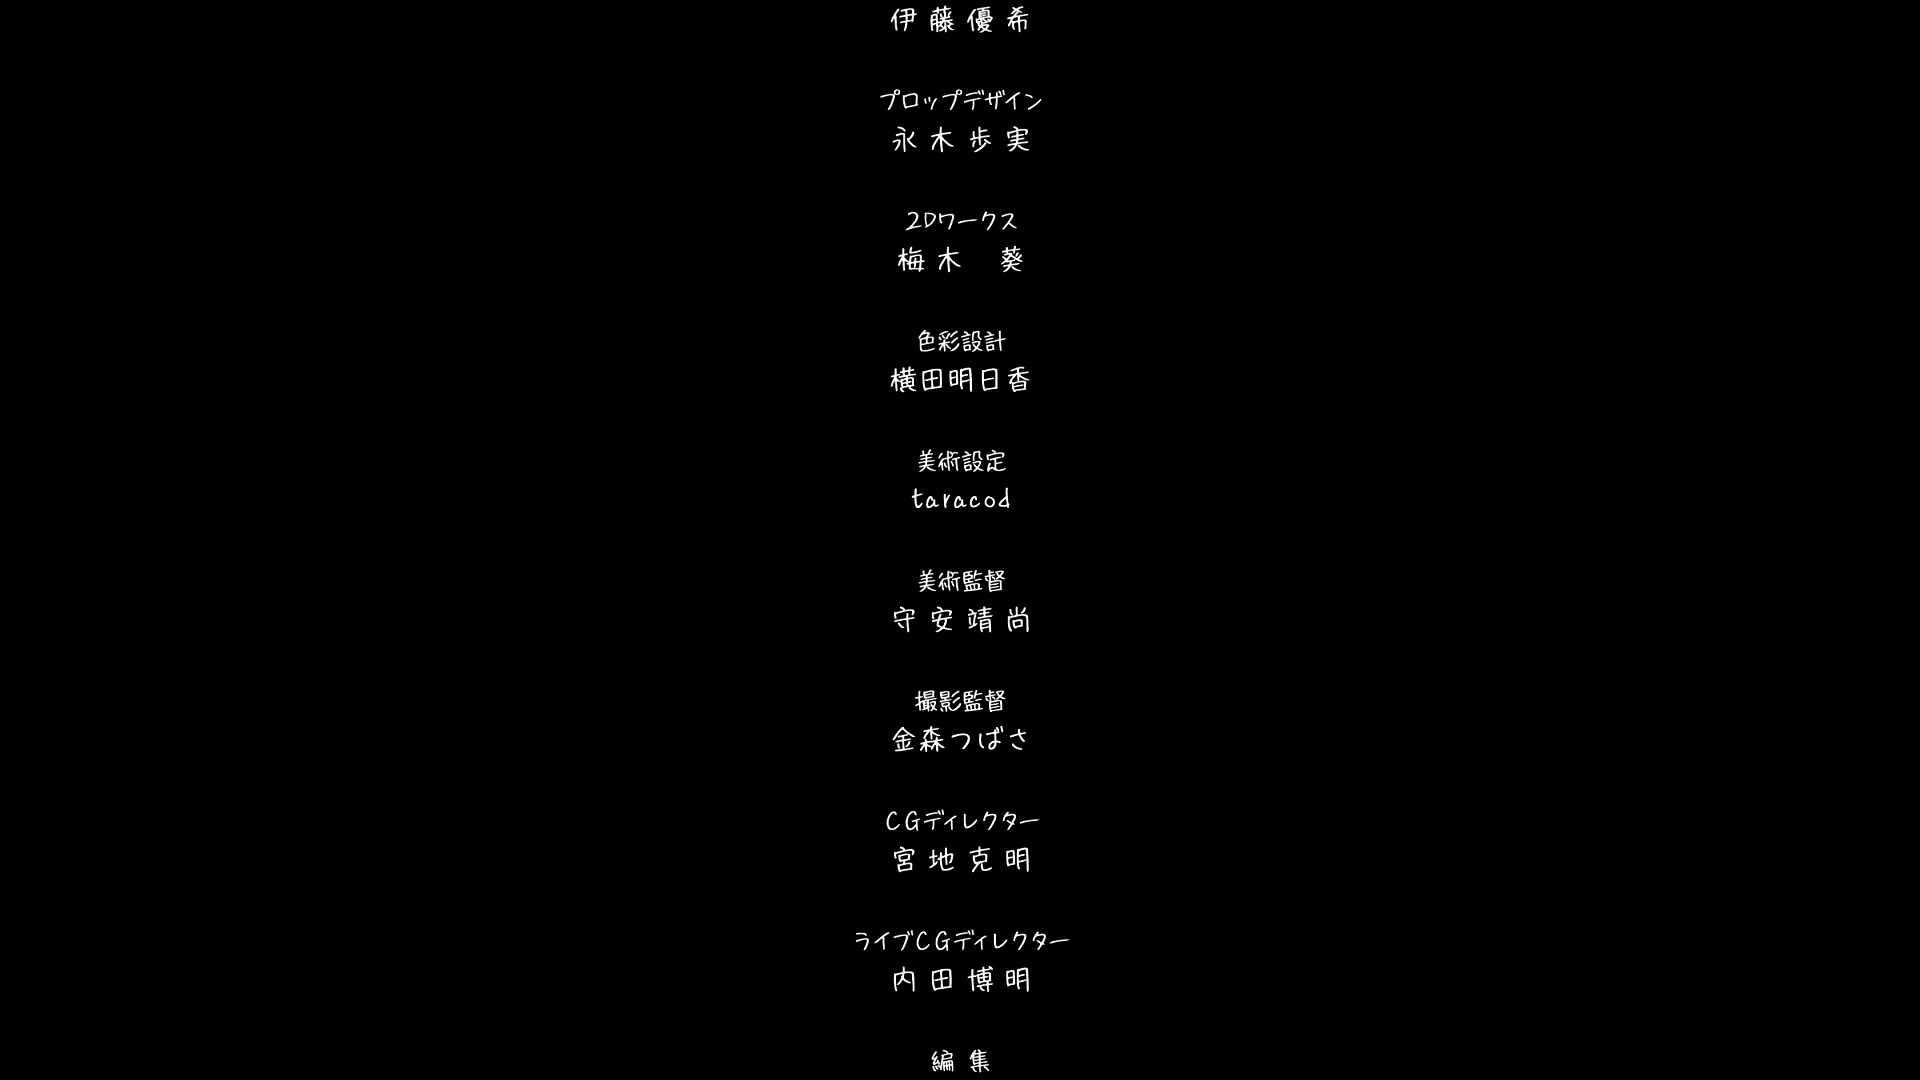 伊藤優希
プロップデザイン
永木歩実
2Dワークス
梅木　葵
色彩設計
横田明日香
美術設定
taracod
美術監督
守安靖尚
撮影監督
金森つばさ
CGディレクター
宮地克明
ライブCGディレクター
内田博明
編集